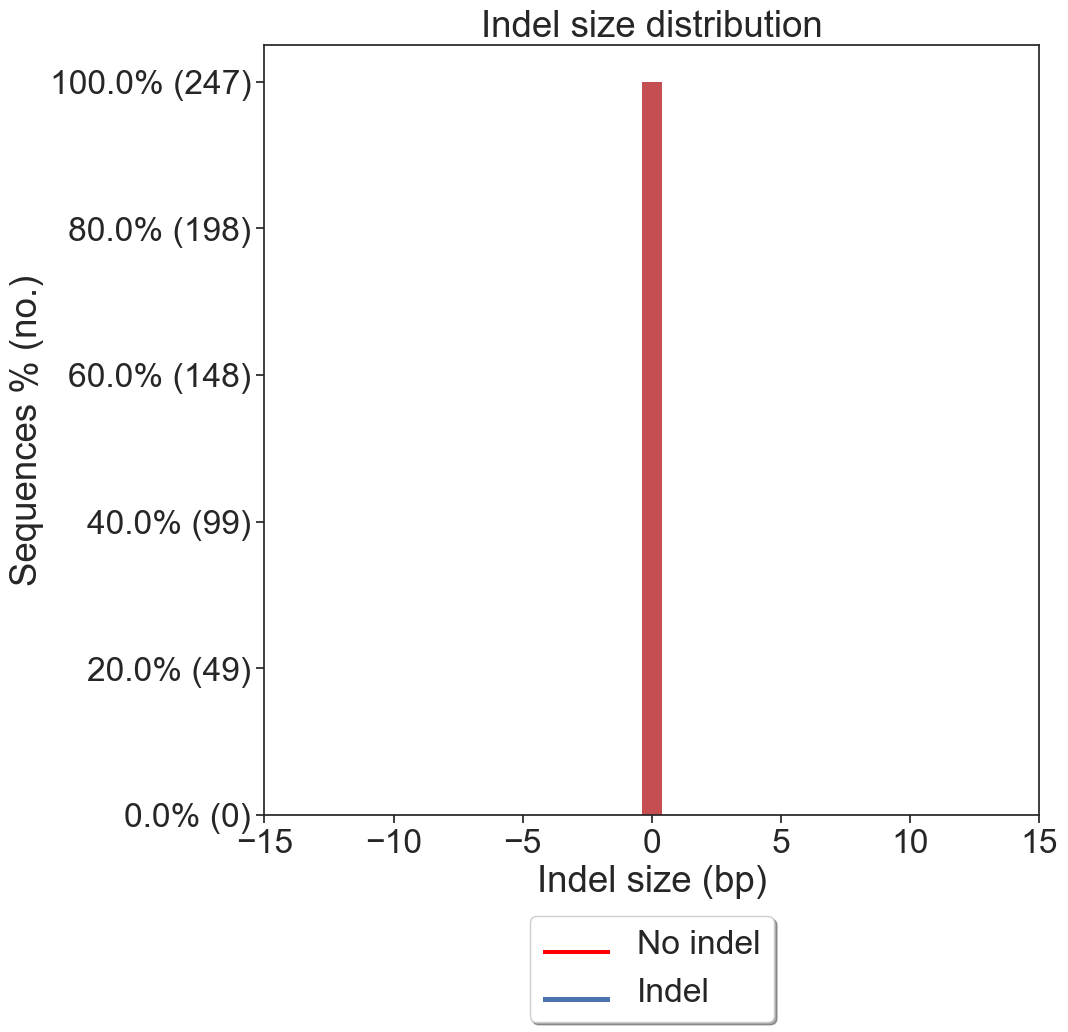 Indel size distribution
Sequences % (no.)
100.0% (247)
80.0% (198)
60.0% (148)
40.0% (99)
20.0% (49)
0.0% (0)
−15 −10 −5 0 5 10 15
Indel size (bp)
No indel
Indel